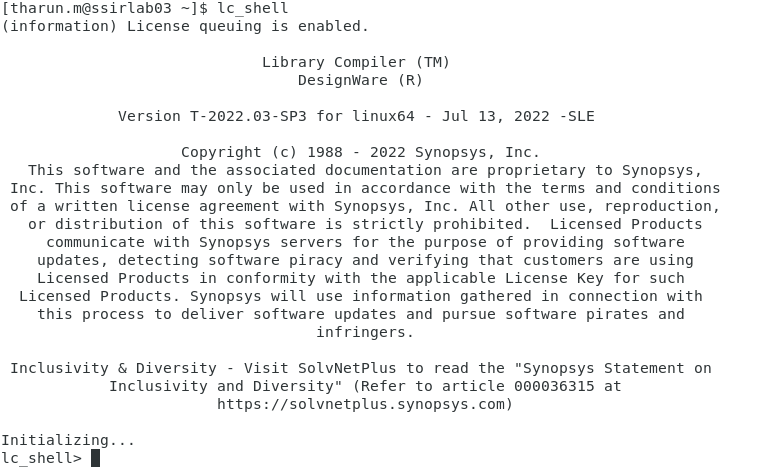 [tharun.m@ssirlab03 ~]$ lc_shell
(information) License queuing is enabled.
Library Compiler (TM)
DesignWare (R)
Version T-2022.03-SP3 for linux64 - Jul 13, 2022 -SLE
Copyright (c) 1988 - 2022 Synopsys, Inc.
This software and the associated documentation are proprietary to Synopsys,
Inc. This software may only be used in accordance with the terms and conditions
of a written license agreement with Synopsys, Inc. All other use, reproduction,
or distribution of this software is strictly prohibited.  Licensed Products
communicate with Synopsys servers for the purpose of providing software
updates, detecting software piracy and verifying that customers are using
Licensed Products in conformity with the applicable License Key for such
Licensed Products. Synopsys will use information gathered in connection with
this process to deliver software updates and pursue software pirates and
infringers.
Inclusivity & Diversity - Visit SolvNetPlus to read the "Synopsys Statement on
Inclusivity and Diversity" (Refer to article 000036315 at
https://solvnetplus.synopsys.com)
Initializing...
lc_shell>